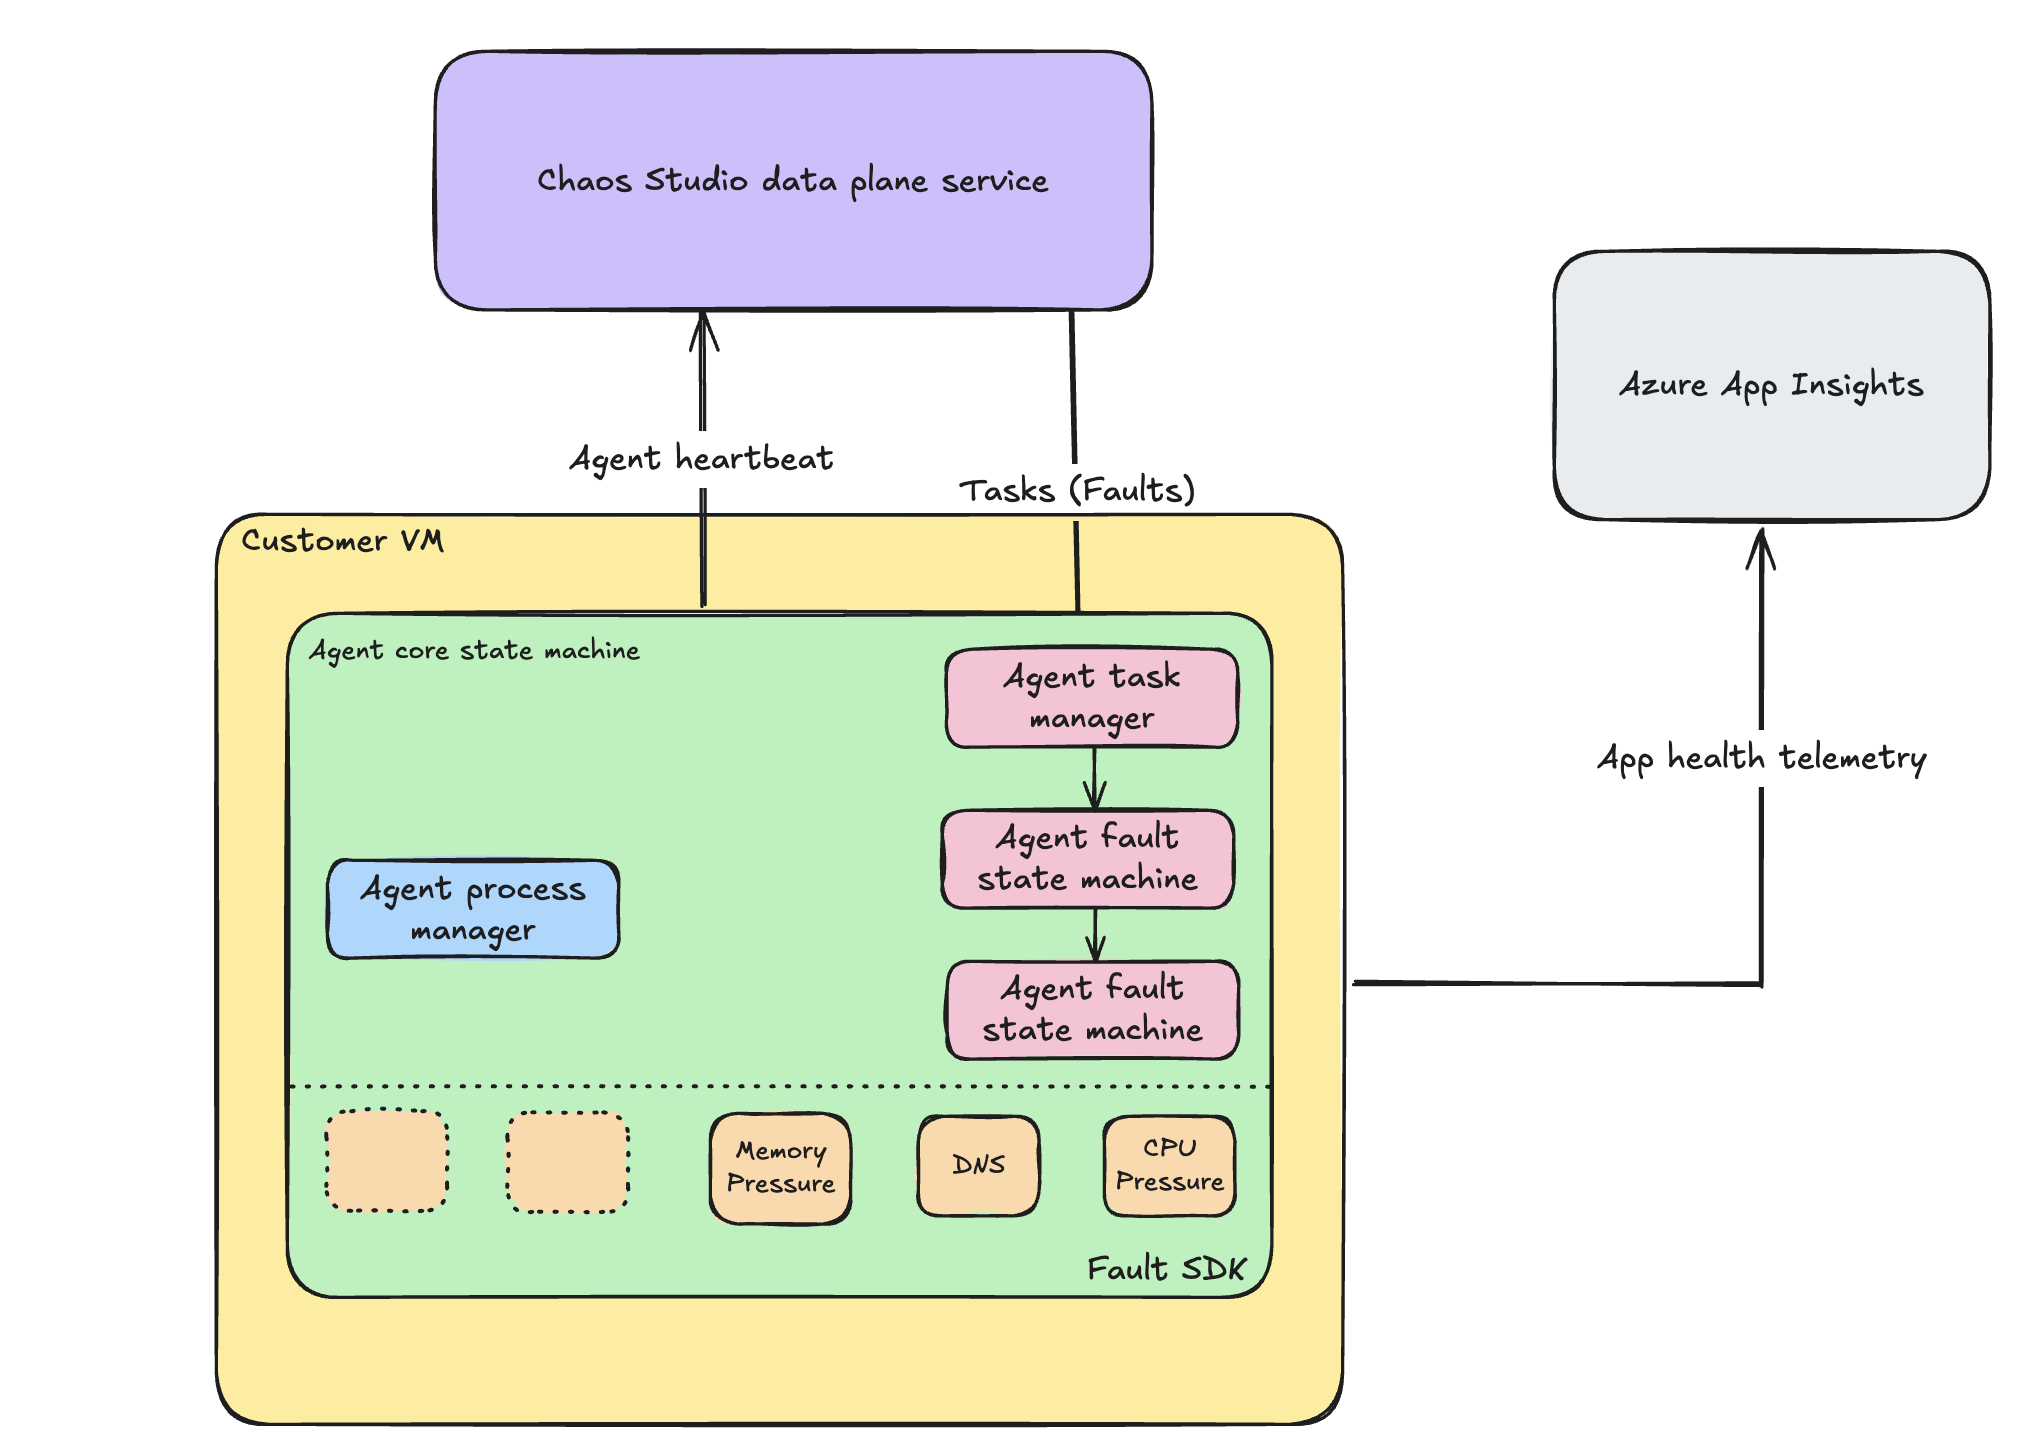 Chaos Studio data plane service
Azure App Insights
Agent heartbeat
Tasks (Faults)
Customer VM
Agent core state machine
Agent task
manager
App health telemetry
Agent fault
state machine
Agent process
manager
Agent fault
state machine
Memory
Pressure
DNS
CPU
Pressure
Fault SDK